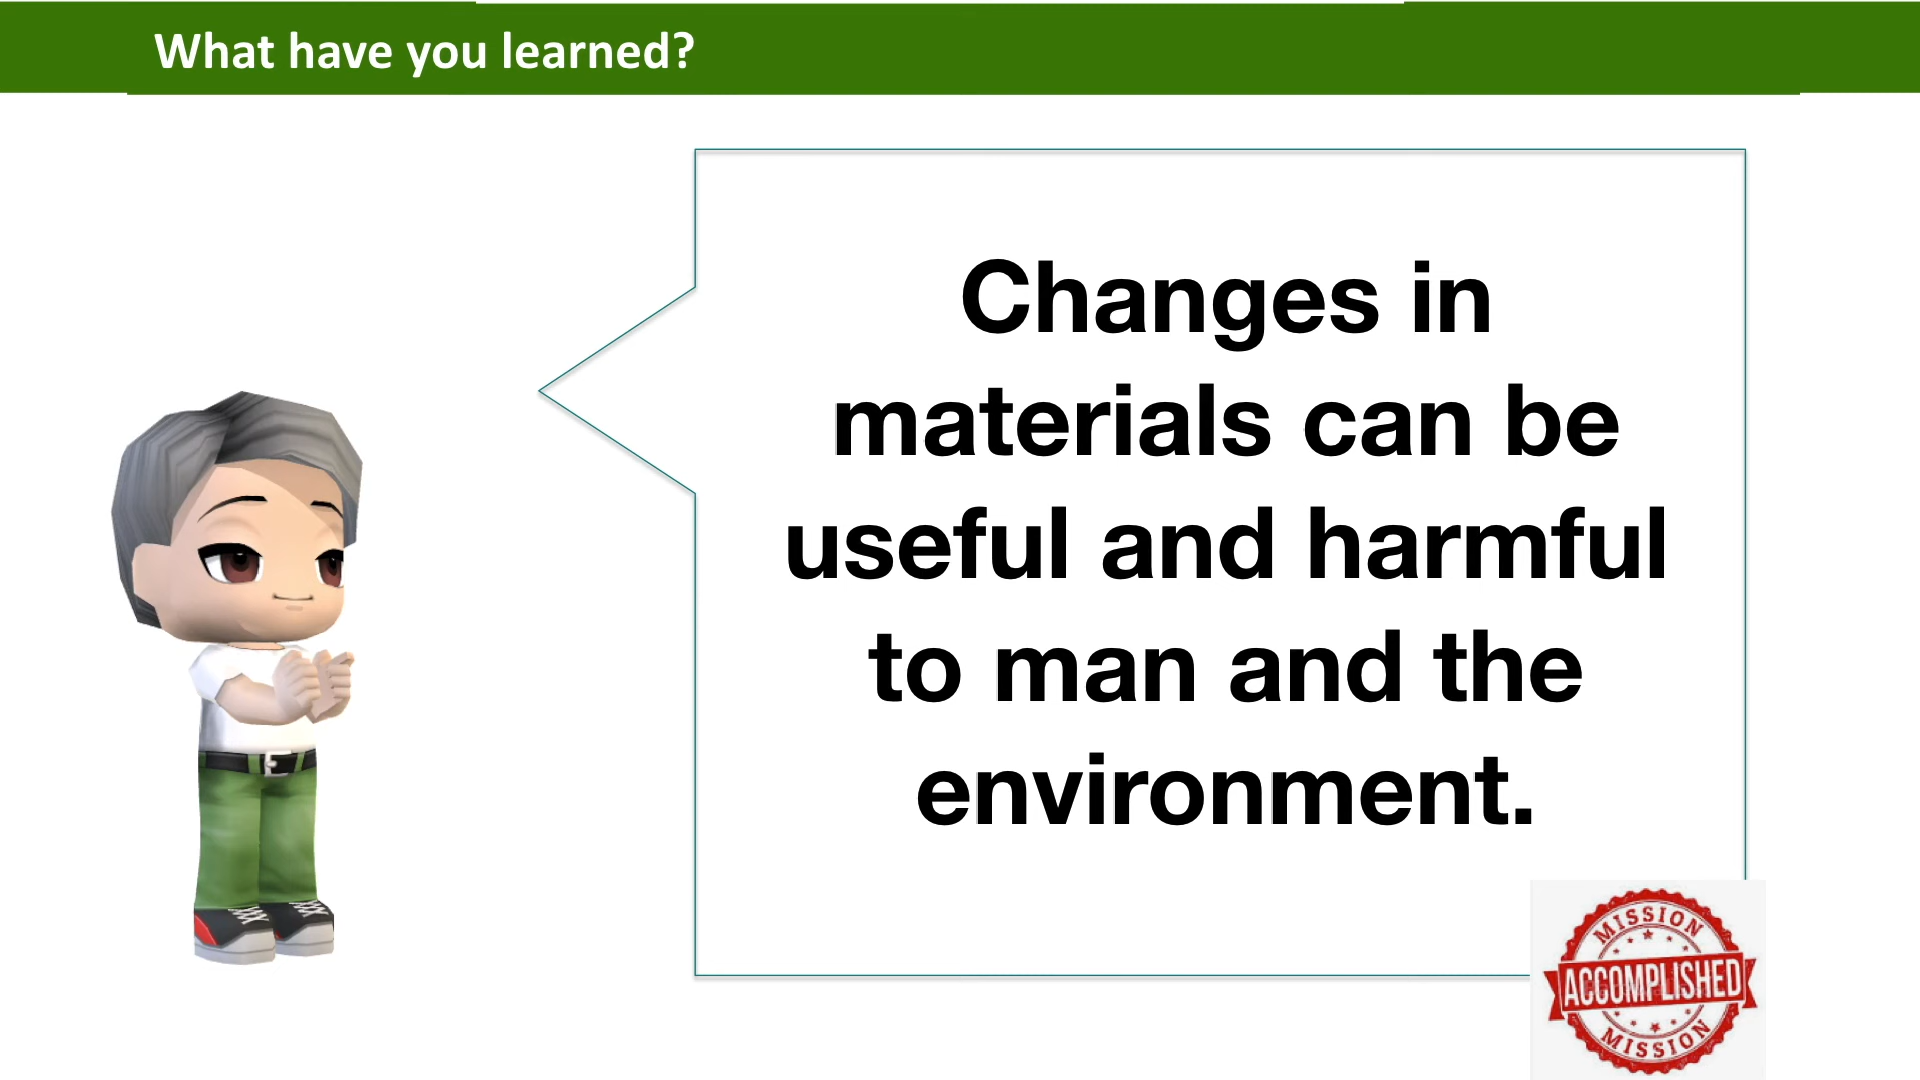 What have you learned?
Changes in
materials can be
useful and harmful
to man and the
environment.
MISSION
ACCOMPLISHED
MISSION